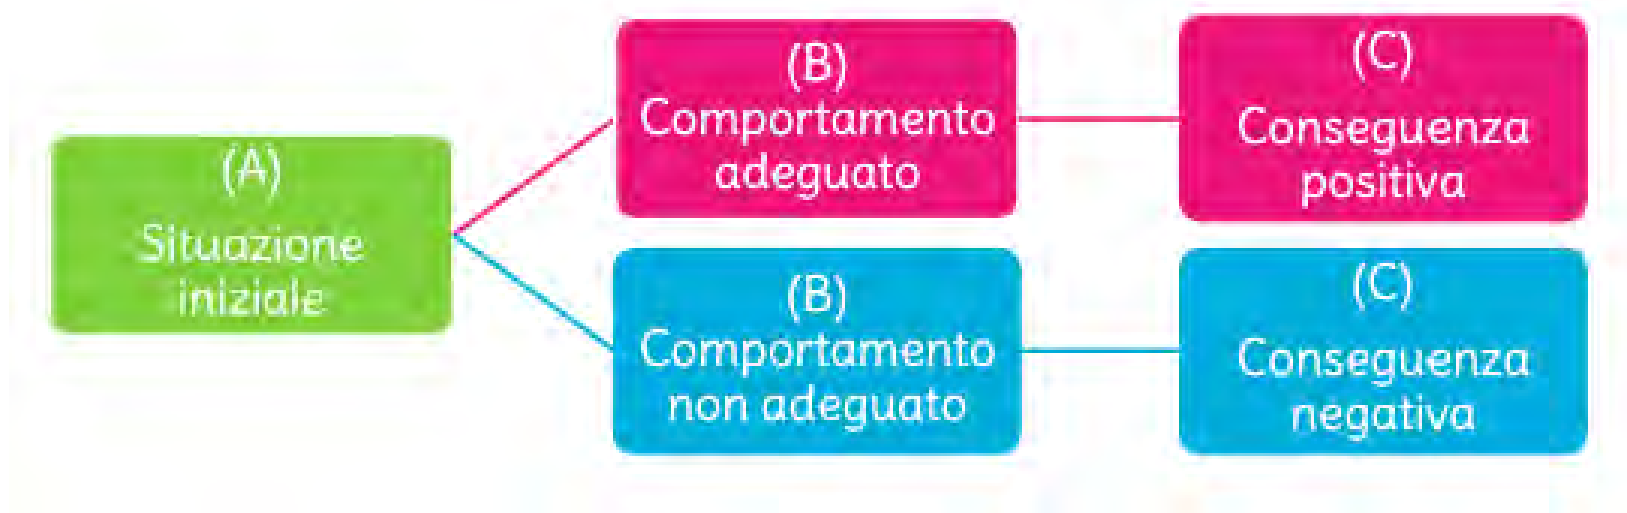 (A)
Situazione
iniziale
(B)
Comportamento
adeguato
(C)
Conseguenza
positiva
(B)
Comportamento
non adeguato
(C)
Conseguenza
negativa